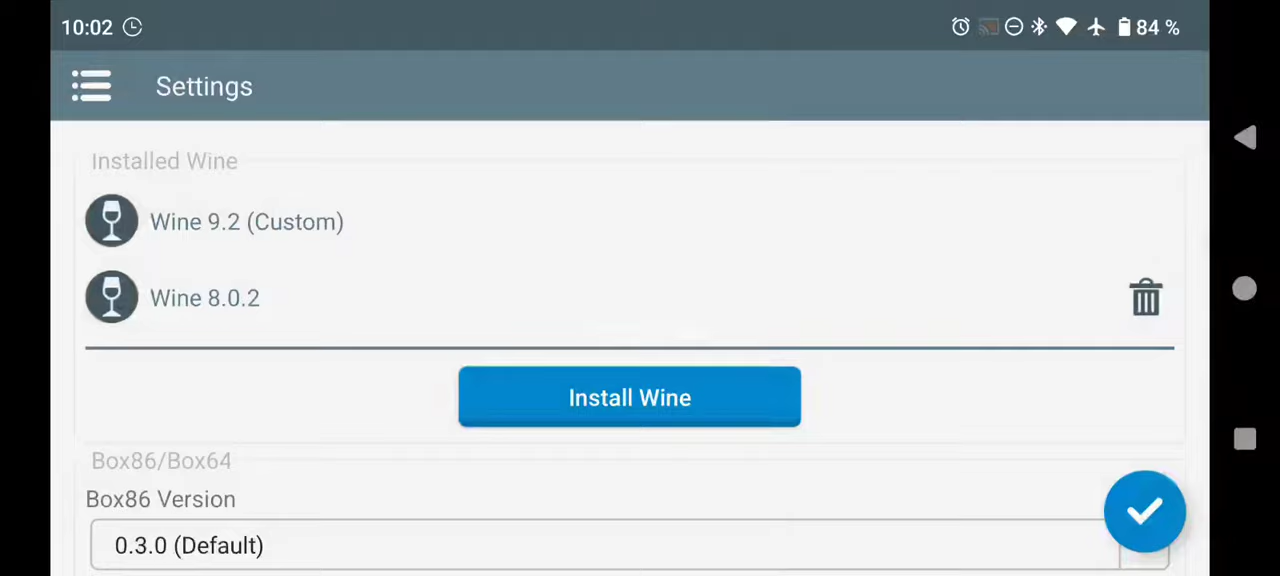 10:02
84 %
Settings
Installed Wine
Wine 9.2 (Custom)
Wine 8.0.2
Install Wine
Box86/Box64
Box86 Version
0.3.0 (Default)